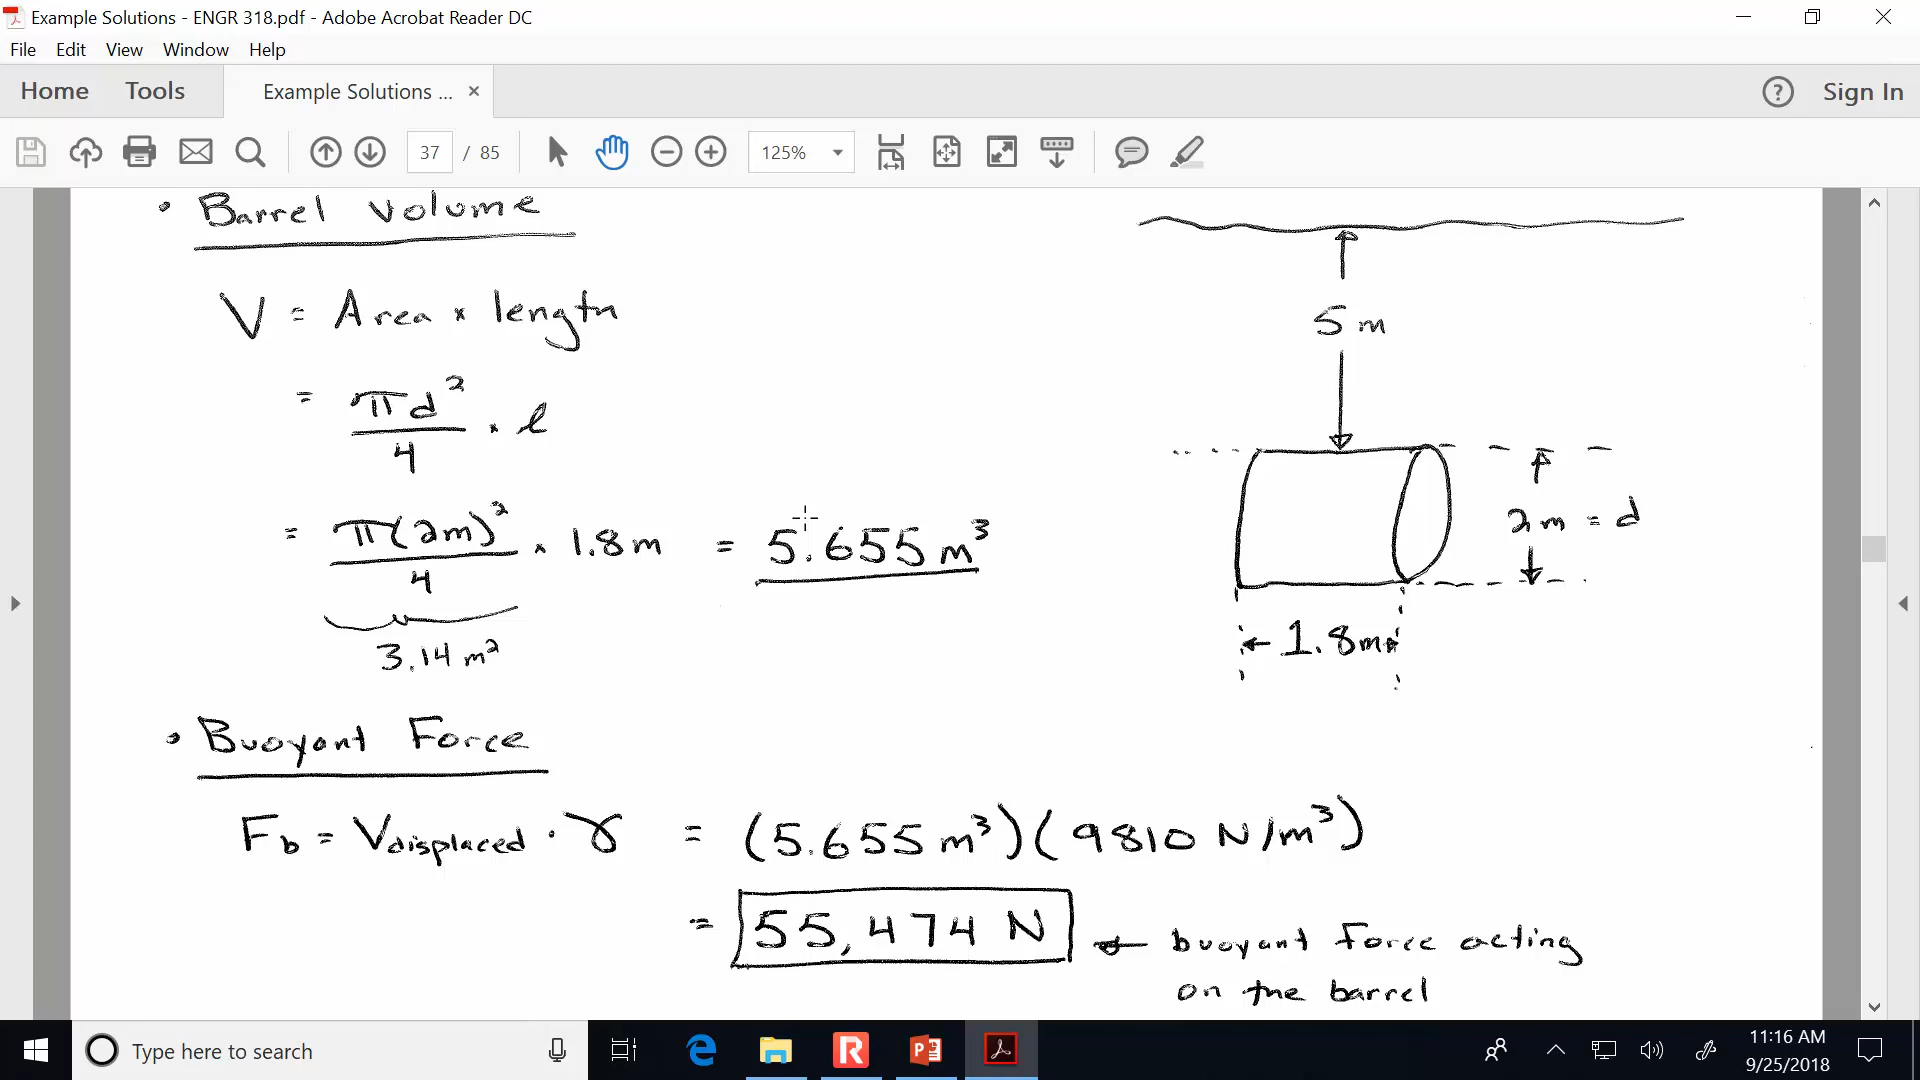 Example Solutions - ENGR 318.pdf - Adobe Acrobat Reader DC
File Edit View Window Help
Home Tools Example Solutions ... × ? Sign In
37 / 85 125%
• Barrel Volume
V = Area × length
= πd²/4 × l
= π(2m)²/4 × 1.8m = 5.655 m³
3.14 m²
5 m
2m = d
1.8m
• Buoyant Force
F_b = V_displaced · γ = (5.655 m³)(9810 N/m³)
= 55,474 N ← buoyant force acting
on the barrel
Type here to search
11:16 AM
9/25/2018